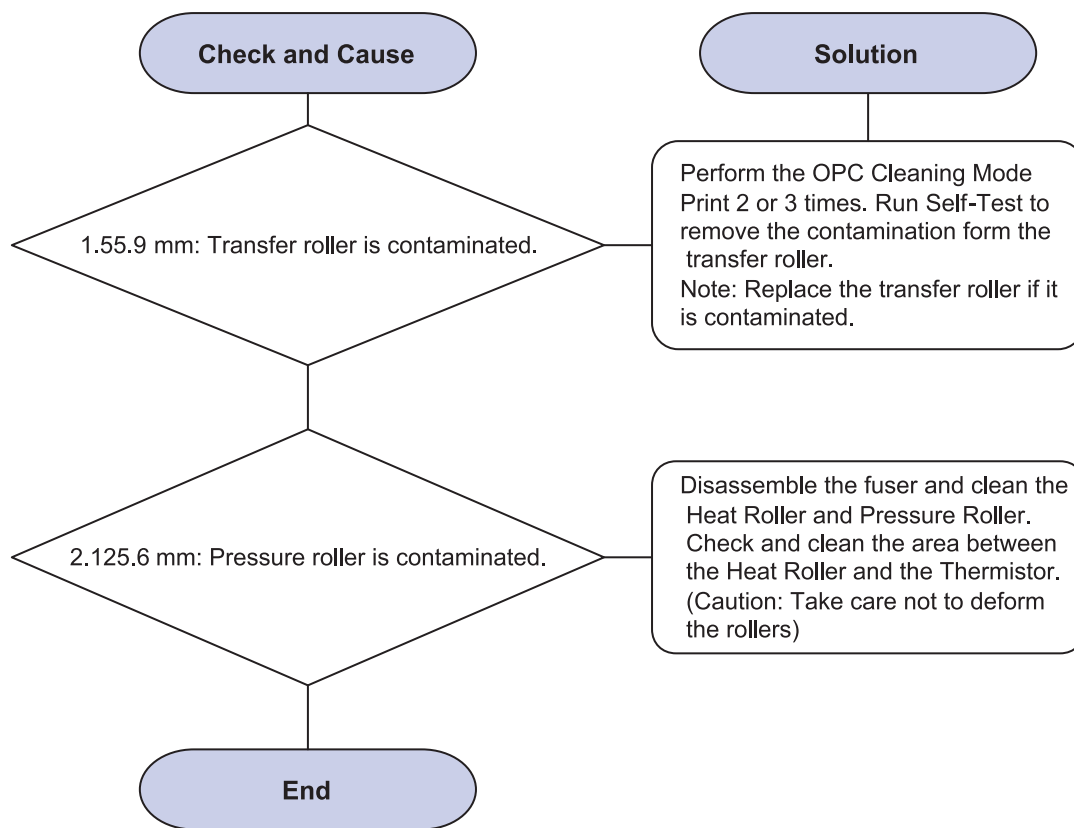 Check and Cause
Solution
1.55.9 mm: Transfer roller is contaminated.
Perform the OPC Cleaning Mode
Print 2 or 3 times. Run Self-Test to
remove the contamination form the
transfer roller.
Note: Replace the transfer roller if it
is contaminated.
2.125.6 mm: Pressure roller is contaminated.
Disassemble the fuser and clean the
Heat Roller and Pressure Roller.
Check and clean the area between
the Heat Roller and the Thermistor.
(Caution: Take care not to deform
the rollers)
End